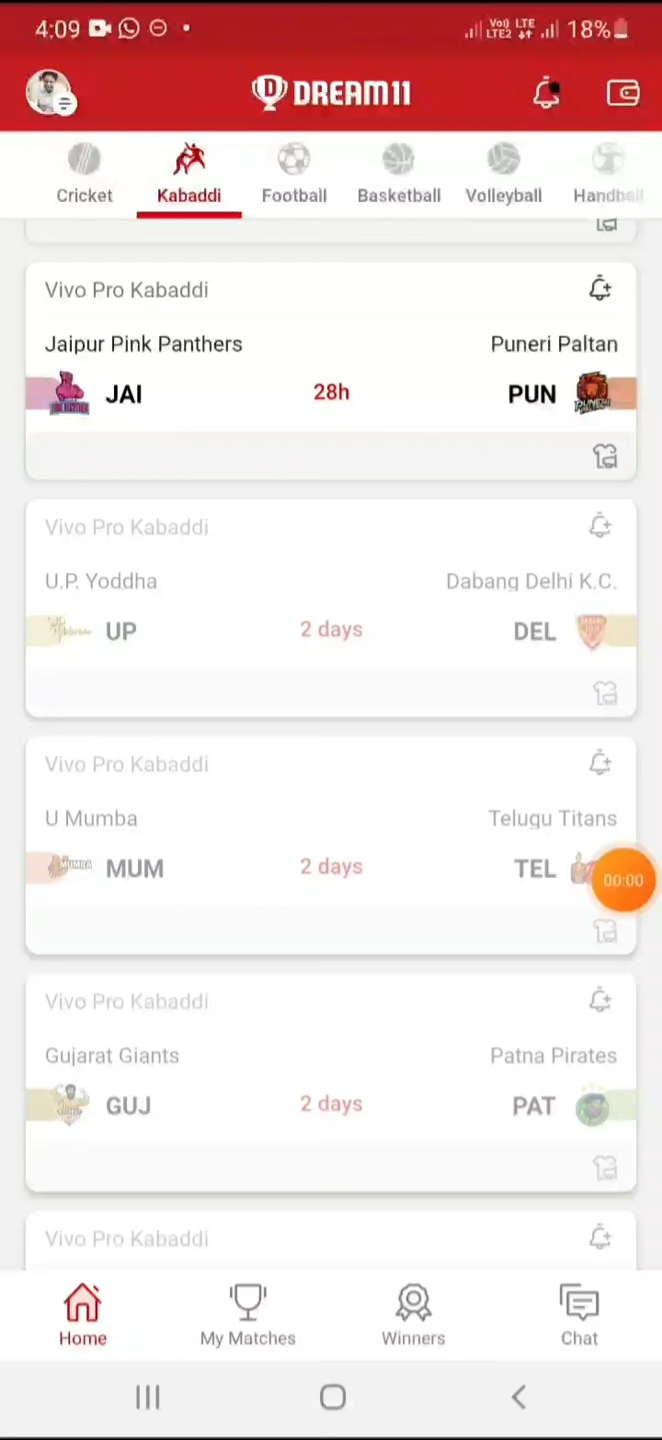 4:09
Vo)) LTE
LTE2
18%
DREAM11
Cricket Kabaddi Football Basketball Volleyball Handball
Vivo Pro Kabaddi
Jaipur Pink Panthers Puneri Paltan
JAI 28h PUN
Vivo Pro Kabaddi
U.P. Yoddha Dabang Delhi K.C.
UP 2 days DEL
Vivo Pro Kabaddi
U Mumba Telugu Titans
MUM 2 days TEL
00:00
Vivo Pro Kabaddi
Gujarat Giants Patna Pirates
GUJ 2 days PAT
Vivo Pro Kabaddi
Home My Matches Winners Chat